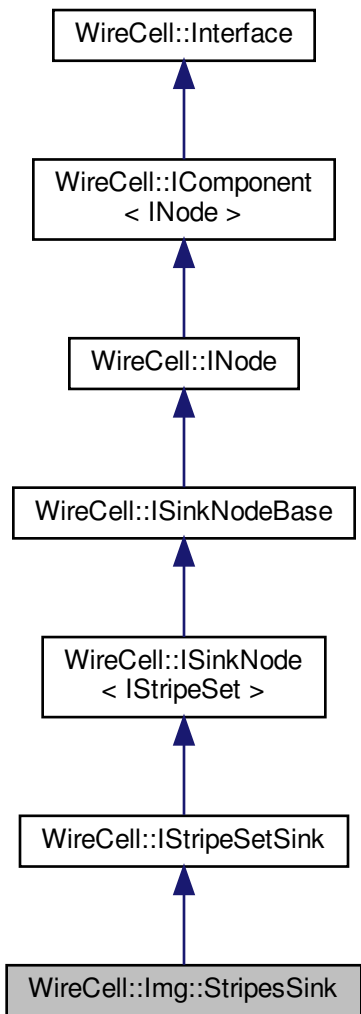 WireCell::Interface
WireCell::IComponent
< INode >
WireCell::INode
WireCell::ISinkNodeBase
WireCell::ISinkNode
< IStripeSet >
WireCell::IStripeSetSink
WireCell::Img::StripesSink